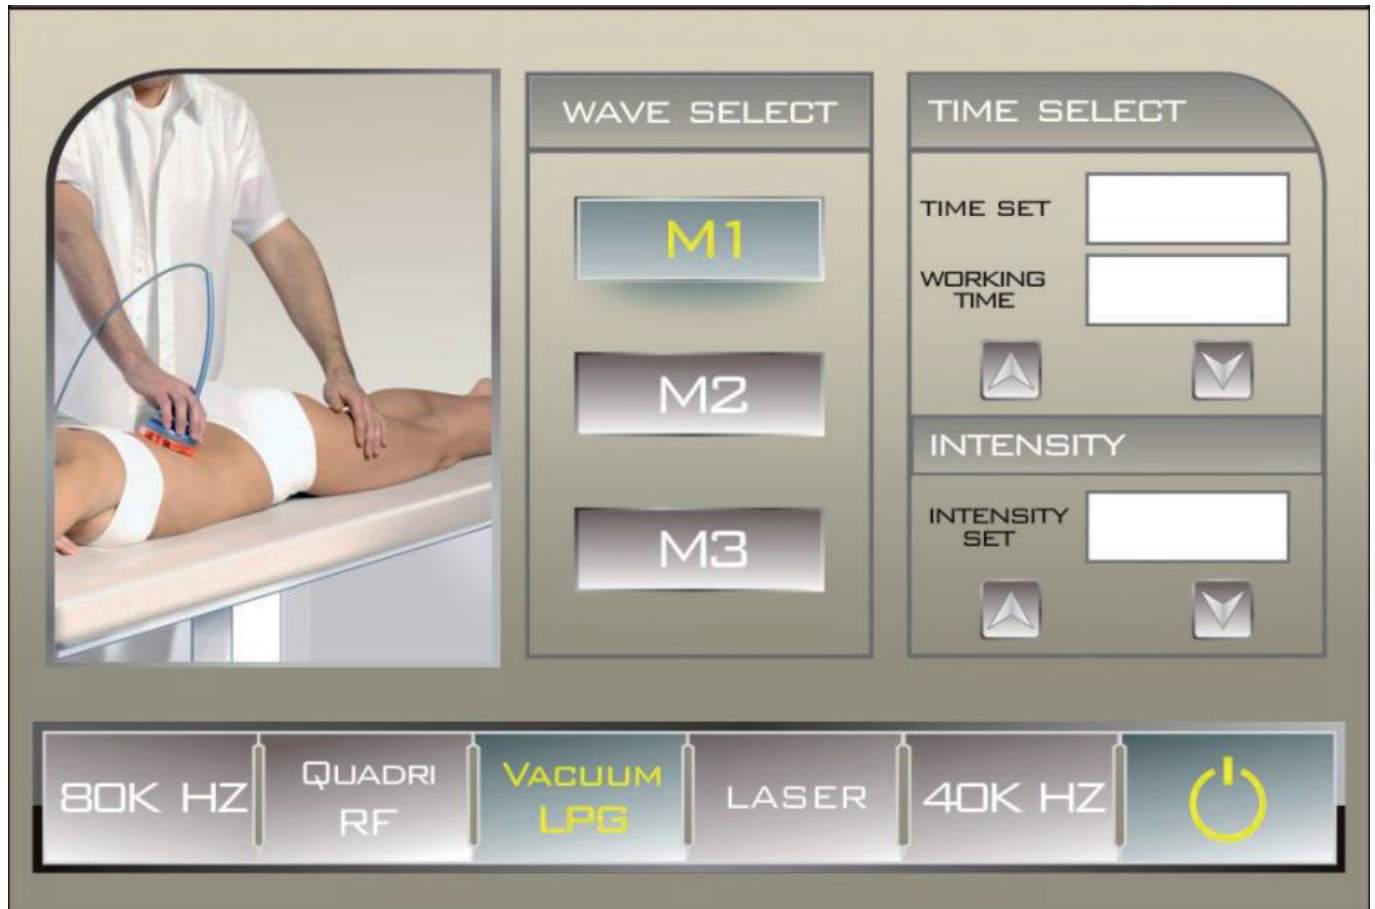 WAVE SELECT
M1
M2
M3
TIME SELECT
TIME SET
WORKING
TIME
INTENSITY
INTENSITY
SET
80K HZ
QUADRI
RF
VACUUM
LPG
LASER
40K HZ